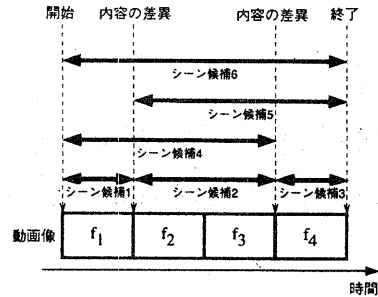 開始 内容の差異 内容の差異 終了
シーン候補6
シーン候補5
シーン候補4
シーン候補1 シーン候補2 シーン候補3
動画像 f1 f2 f3 f4
時間